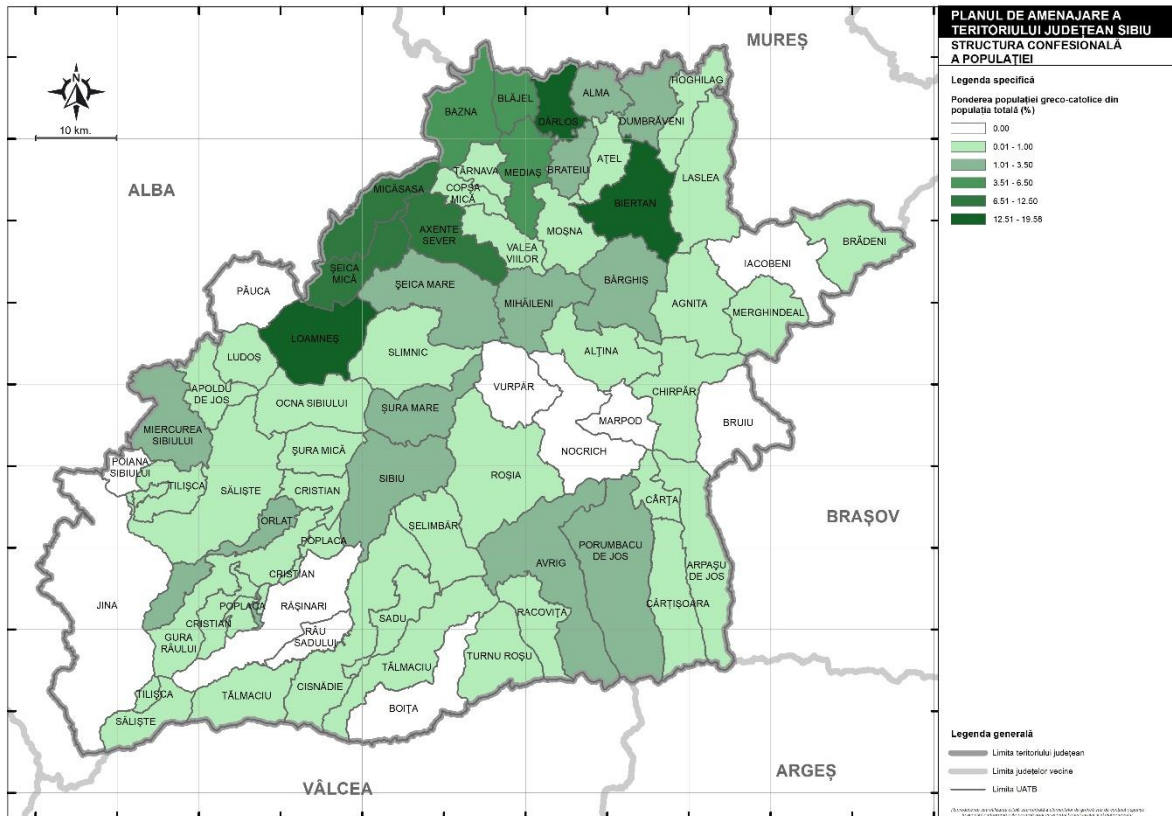 PLANUL DE AMENAJARE A
TERITORIULUI JUDEȚEAN SIBIU
STRUCTURA CONFESIONALĂ
A POPULAȚIEI
Legenda specifică
Ponderea populației greco-catolice din
populația totală (%)
0.00
0.01 - 1.00
1.01 - 3.50
3.51 - 6.50
6.51 - 12.50
12.51 - 19.58
N
10 km.
MUREȘ
ALBA
BRAȘOV
ARGEȘ
VÂLCEA
HOGHILAG
BLĂJEL
ALMA
BAZNA
DÂRLOS
DUMBRĂVENI
TÂRNAVA
MEDIAȘ
BRATEIU
AȚEL
LASLEA
MICĂSASA
COPȘA
MICĂ
BIERTAN
AXENTE
SEVER
MOȘNA
VALEA
VIILOR
BRĂDENI
IACOBENI
ȘEICA
MICĂ
ȘEICA MARE
BÂRGHIȘ
PĂUCA
MIHĂILENI
AGNITA
MERGHINDEAL
LOAMNEȘ
LUDOȘ
SLIMNIC
ALȚINA
APOLDU
DE JOS
OCNA SIBIULUI
VURPĂR
CHIRPĂR
ȘURA MARE
MARPOD
BRUIU
MIERCUREA
SIBIULUI
ȘURA MICĂ
NOCRICH
POIANA
SIBIULUI
TILIȘCA
SĂLIȘTE
CRISTIAN
SIBIU
ROȘIA
CÂRȚA
ORLAT
ȘELIMBĂR
POPLACA
PORUMBACU
DE JOS
AVRIG
ARPAȘU
DE JOS
CRISTIAN
JINA
POPLACA
RĂȘINARI
CÂRȚIȘOARA
CRISTIAN
RACOVIȚA
SADU
GURA
RÂULUI
RÂU
SADULUI
TURNU ROȘU
TĂLMACIU
CISNĂDIE
TILIȘCA
TĂLMACIU
BOIȚA
SĂLIȘTE
Legenda generală
Limita teritoriului județean
Limita județelor vecine
Limita UATB